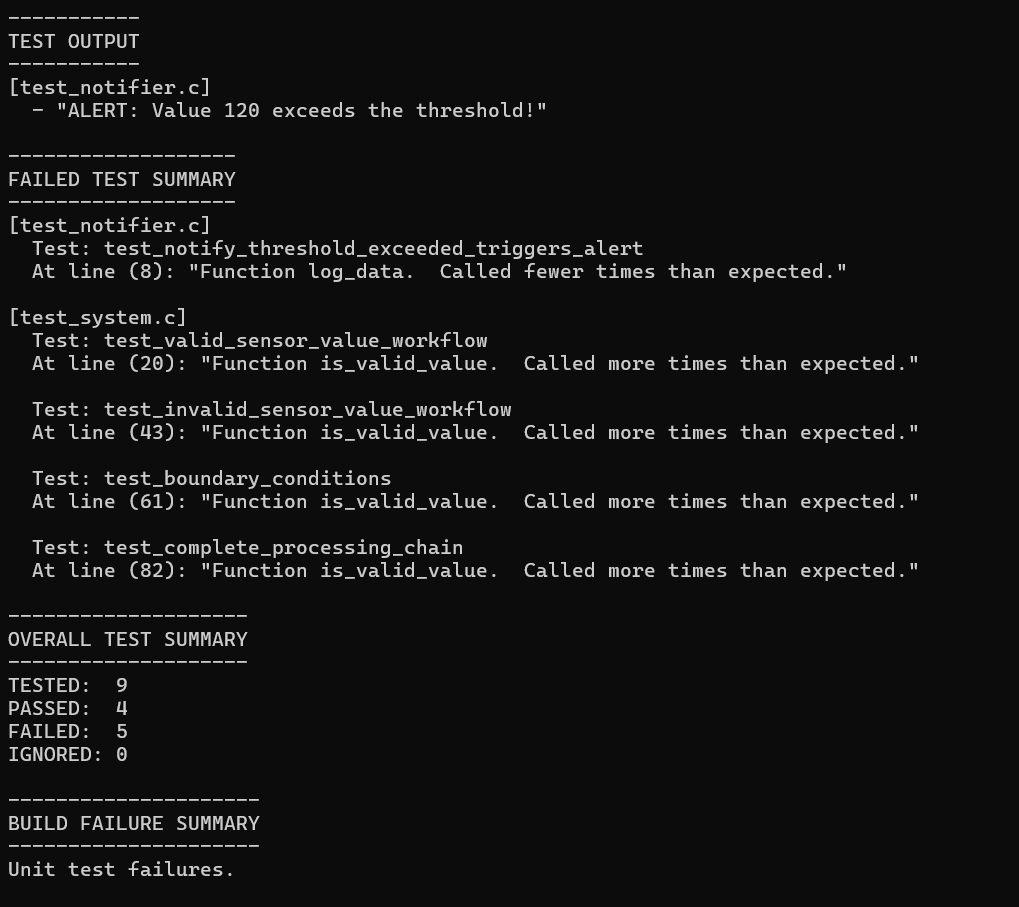 -----------
TEST OUTPUT
-----------
[test_notifier.c]
  - "ALERT: Value 120 exceeds the threshold!"

-------------------
FAILED TEST SUMMARY
-------------------
[test_notifier.c]
  Test: test_notify_threshold_exceeded_triggers_alert
  At line (8): "Function log_data.  Called fewer times than expected."

[test_system.c]
  Test: test_valid_sensor_value_workflow
  At line (20): "Function is_valid_value.  Called more times than expected."

  Test: test_invalid_sensor_value_workflow
  At line (43): "Function is_valid_value.  Called more times than expected."

  Test: test_boundary_conditions
  At line (61): "Function is_valid_value.  Called more times than expected."

  Test: test_complete_processing_chain
  At line (82): "Function is_valid_value.  Called more times than expected."

--------------------
OVERALL TEST SUMMARY
--------------------
TESTED:  9
PASSED:  4
FAILED:  5
IGNORED: 0

---------------------
BUILD FAILURE SUMMARY
---------------------
Unit test failures.